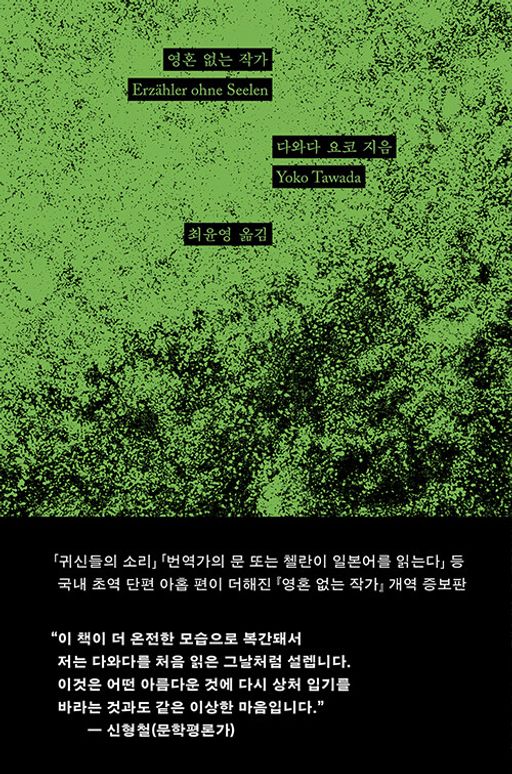 영혼 없는 작가
Erzähler ohne Seelen
다와다 요코 지음
Yoko Tawada
최윤영 옮김
「귀신들의 소리」 「번역가의 문 또는 첼란이 일본어를 읽는다」 등
국내 초역 단편 아홉 편이 더해진 『영혼 없는 작가』 개역 증보판
“이 책이 더 온전한 모습으로 복간돼서
저는 다와다를 처음 읽은 그날처럼 설렙니다.
이것은 어떤 아름다운 것에 다시 상처 입기를
바라는 것과도 같은 이상한 마음입니다.”
— 신형철(문학평론가)